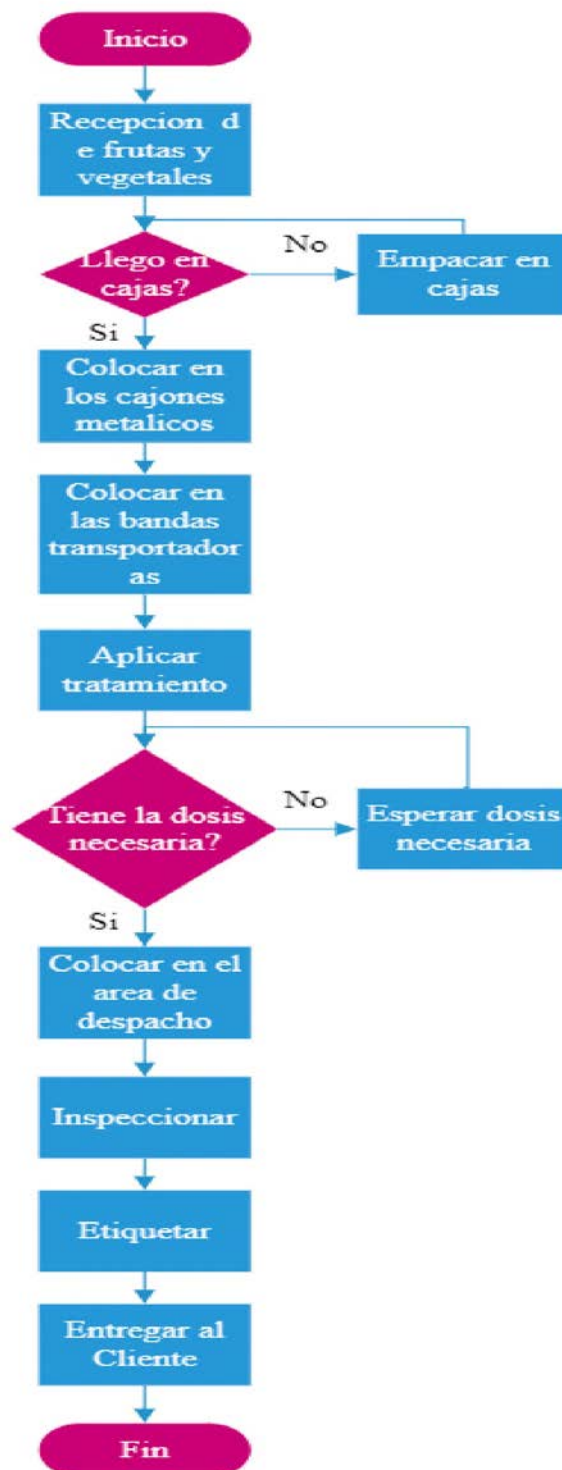 Inicio
Recepcion d
e frutas y
vegetales
Llego en
cajas?
No
Empacar en
cajas
Si
Colocar en
los cajones
metalicos
Colocar en
las bandas
transportador
as
Aplicar
tratamiento
Tiene la dosis
necesaria?
No
Esperar dosis
necesaria
Si
Colocar en el
area de
despacho
Inspeccionar
Etiquetar
Entregar al
Cliente
Fin